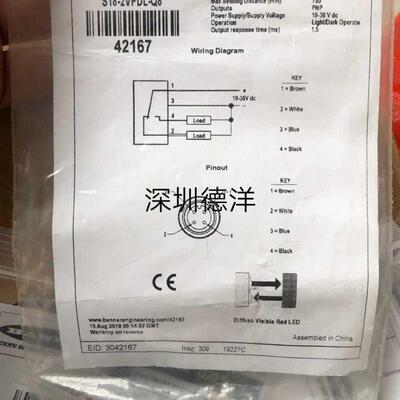 S18-2VPDL-Q8
42167
Max Sensing Distance (mm) 750
Outputs PNP
Power Supply/Supply Voltage 10-30 V dc
Operation Light/Dark Operate
Output response time (ms) 1.5
Wiring Diagram
1
3
4
2
10-30V dc
Load
Load
KEY
1 = Brown
2 = White
3 = Blue
4 = Black
Pinout
深圳德洋
2
4
KEY
1 = Brown
2 = White
3 = Blue
4 = Black
CE
www.bannerengineering.com/42167
15 Aug 2019 05:14:57 GMT
Warranty on reverse
Diffuse Visible Red LED
Assembled in China
EID: 3042167
Insp: 309
19227C